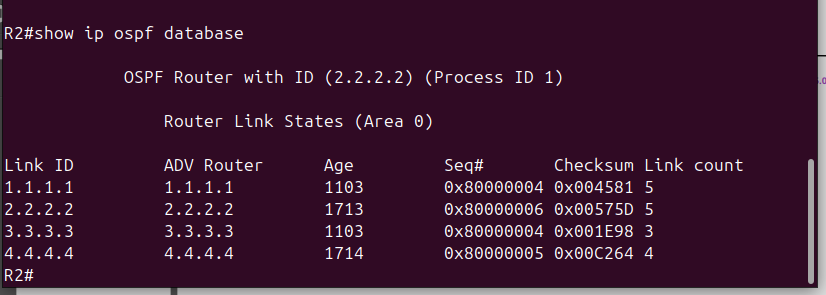 R2#show ip ospf database
OSPF Router with ID (2.2.2.2) (Process ID 1)
Router Link States (Area 0)
Link ID ADV Router Age Seq# Checksum Link count
1.1.1.1 1.1.1.1 1103 0x80000004 0x004581 5
2.2.2.2 2.2.2.2 1713 0x80000006 0x00575D 5
3.3.3.3 3.3.3.3 1103 0x80000004 0x001E98 3
4.4.4.4 4.4.4.4 1714 0x80000005 0x00C264 4
R2#